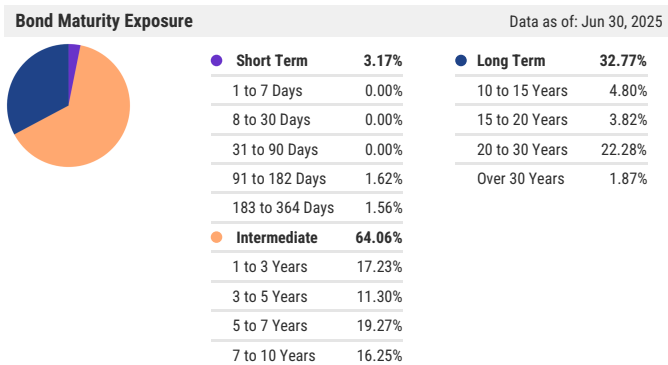 Bond Maturity Exposure
Data as of: Jun 30, 2025
Short Term 3.17%
1 to 7 Days 0.00%
8 to 30 Days 0.00%
31 to 90 Days 0.00%
91 to 182 Days 1.62%
183 to 364 Days 1.56%
Intermediate 64.06%
1 to 3 Years 17.23%
3 to 5 Years 11.30%
5 to 7 Years 19.27%
7 to 10 Years 16.25%
Long Term 32.77%
10 to 15 Years 4.80%
15 to 20 Years 3.82%
20 to 30 Years 22.28%
Over 30 Years 1.87%